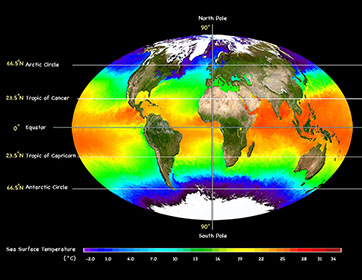 North Pole
90°
66.5°N Arctic Circle
23.5°N Tropic of Cancer
0° Equator
23.5°N Tropic of Capricorn
66.5°N Antarctic Circle
90°
South Pole
Sea Surface Temperature
(°C)
-2.0 1.0 4.0 7.0 10 13 16 19 22 25 28 31 34